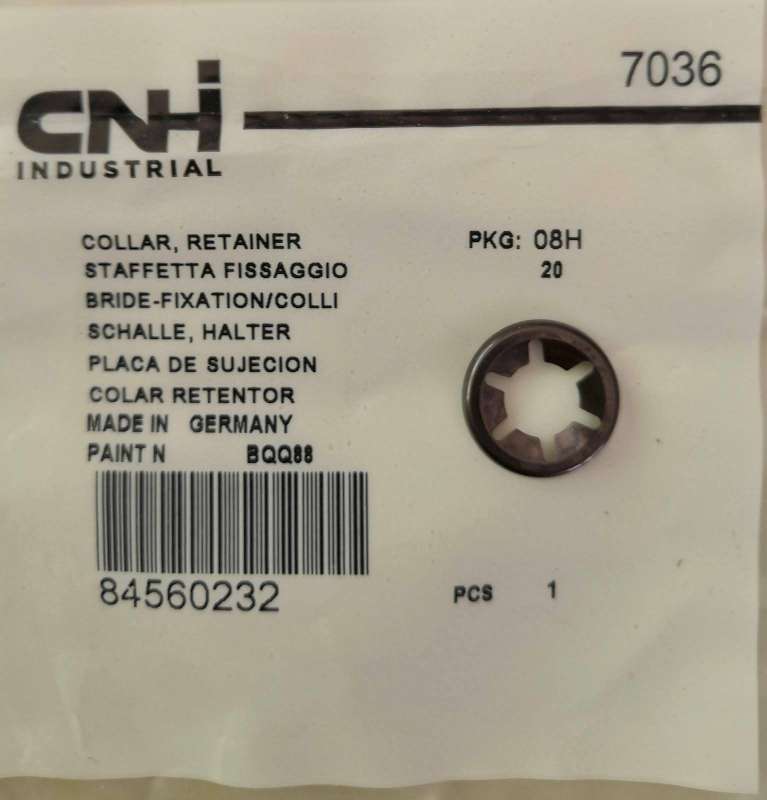 CNHi
INDUSTRIAL
7036
COLLAR, RETAINER
STAFFETTA FISSAGGIO
BRIDE-FIXATION/COLLI
SCHALLE, HALTER
PLACA DE SUJECION
COLAR RETENTOR
MADE IN GERMANY
PAINT N BQQ88
84560232
PKG: 08H
20
PCS 1